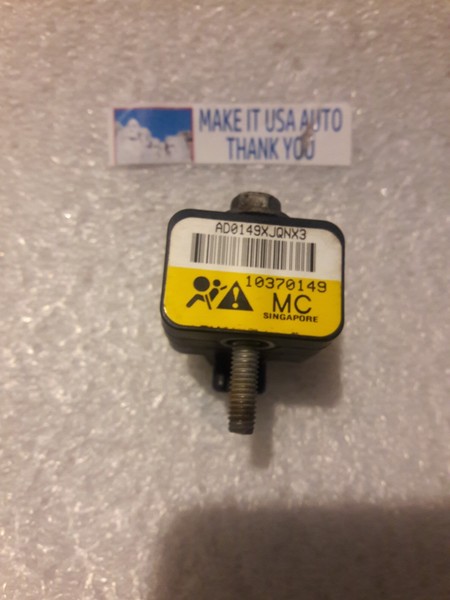 MAKE IT USA AUTO
THANK YOU
AD0149XJQNX3
10370149
MC
SINGAPORE